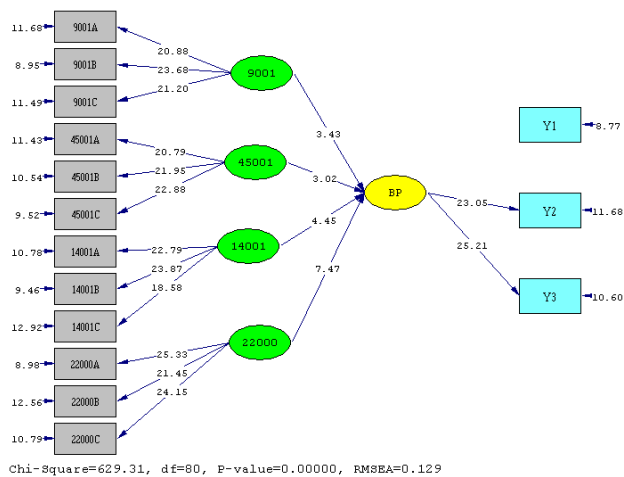 11.68 9001A
20.88
8.95 9001B
23.68 9001
11.49 9001C
21.20
Y1 8.77
3.43
11.43 45001A
20.79
10.54 45001B
21.95 45001
3.02
BP
23.05
Y2 11.68
9.52 45001C
22.88
4.45
10.78 14001A
22.79 14001
25.21
9.46 14001B
23.87
7.47
18.58
Y3 10.60
12.92 14001C
22000
8.98 22000A
25.33
21.45
12.56 22000B
24.15
10.79 22000C
Chi-Square=629.31, df=80, P-value=0.00000, RMSEA=0.129